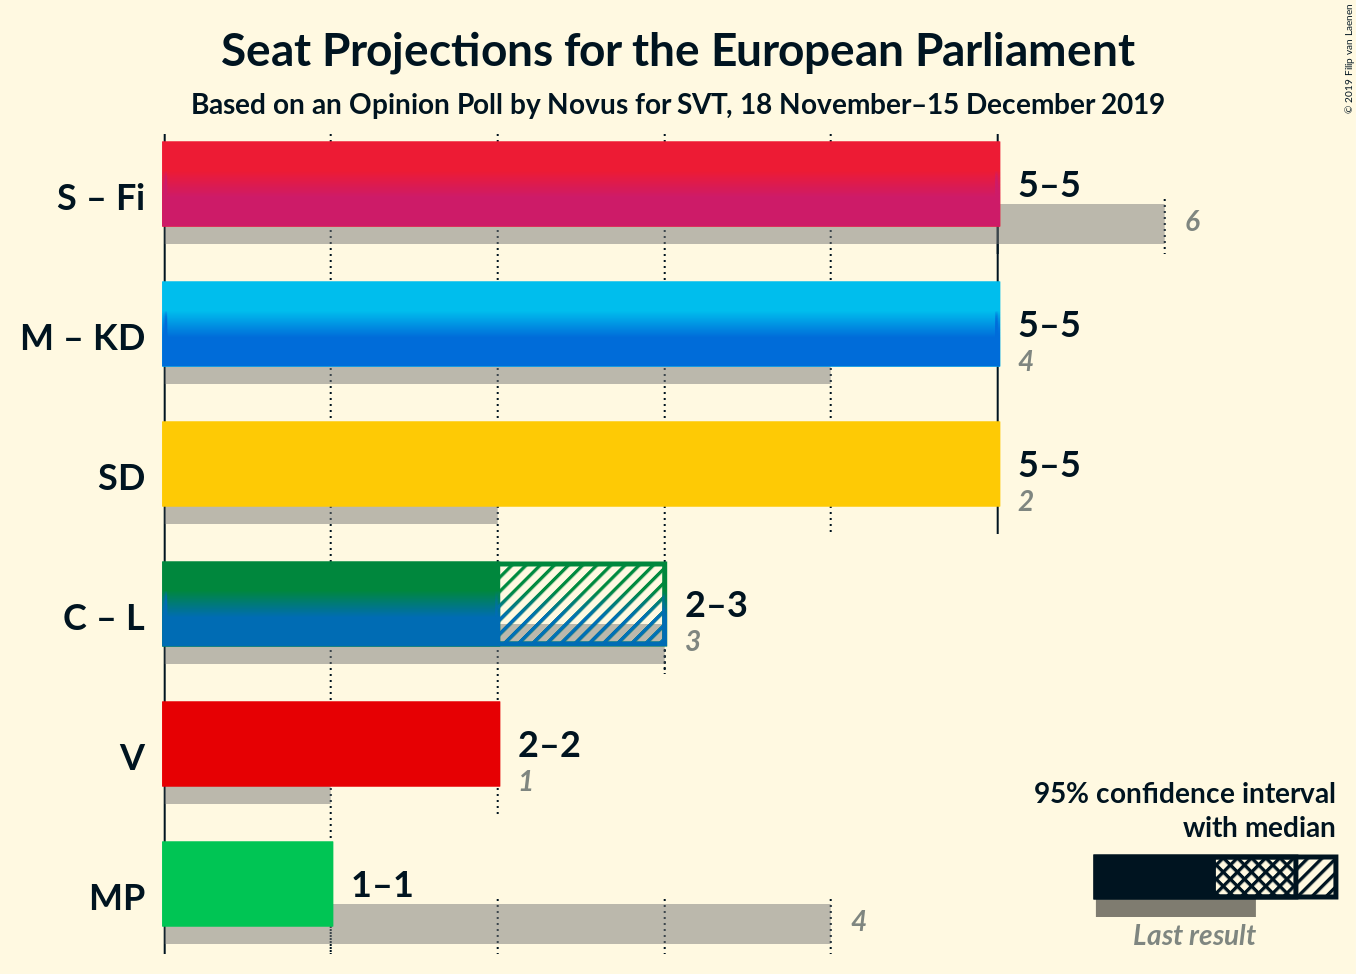 Seat Projections for the European Parliament
Based on an Opinion Poll by Novus for SVT, 18 November–15 December 2019
© 2019 Filip van Laenen
S – Fi
5–5
6
M – KD
5–5
4
SD
5–5
2
C – L
2–3
3
V
2–2
1
MP
1–1
4
95% confidence interval
with median
Last result